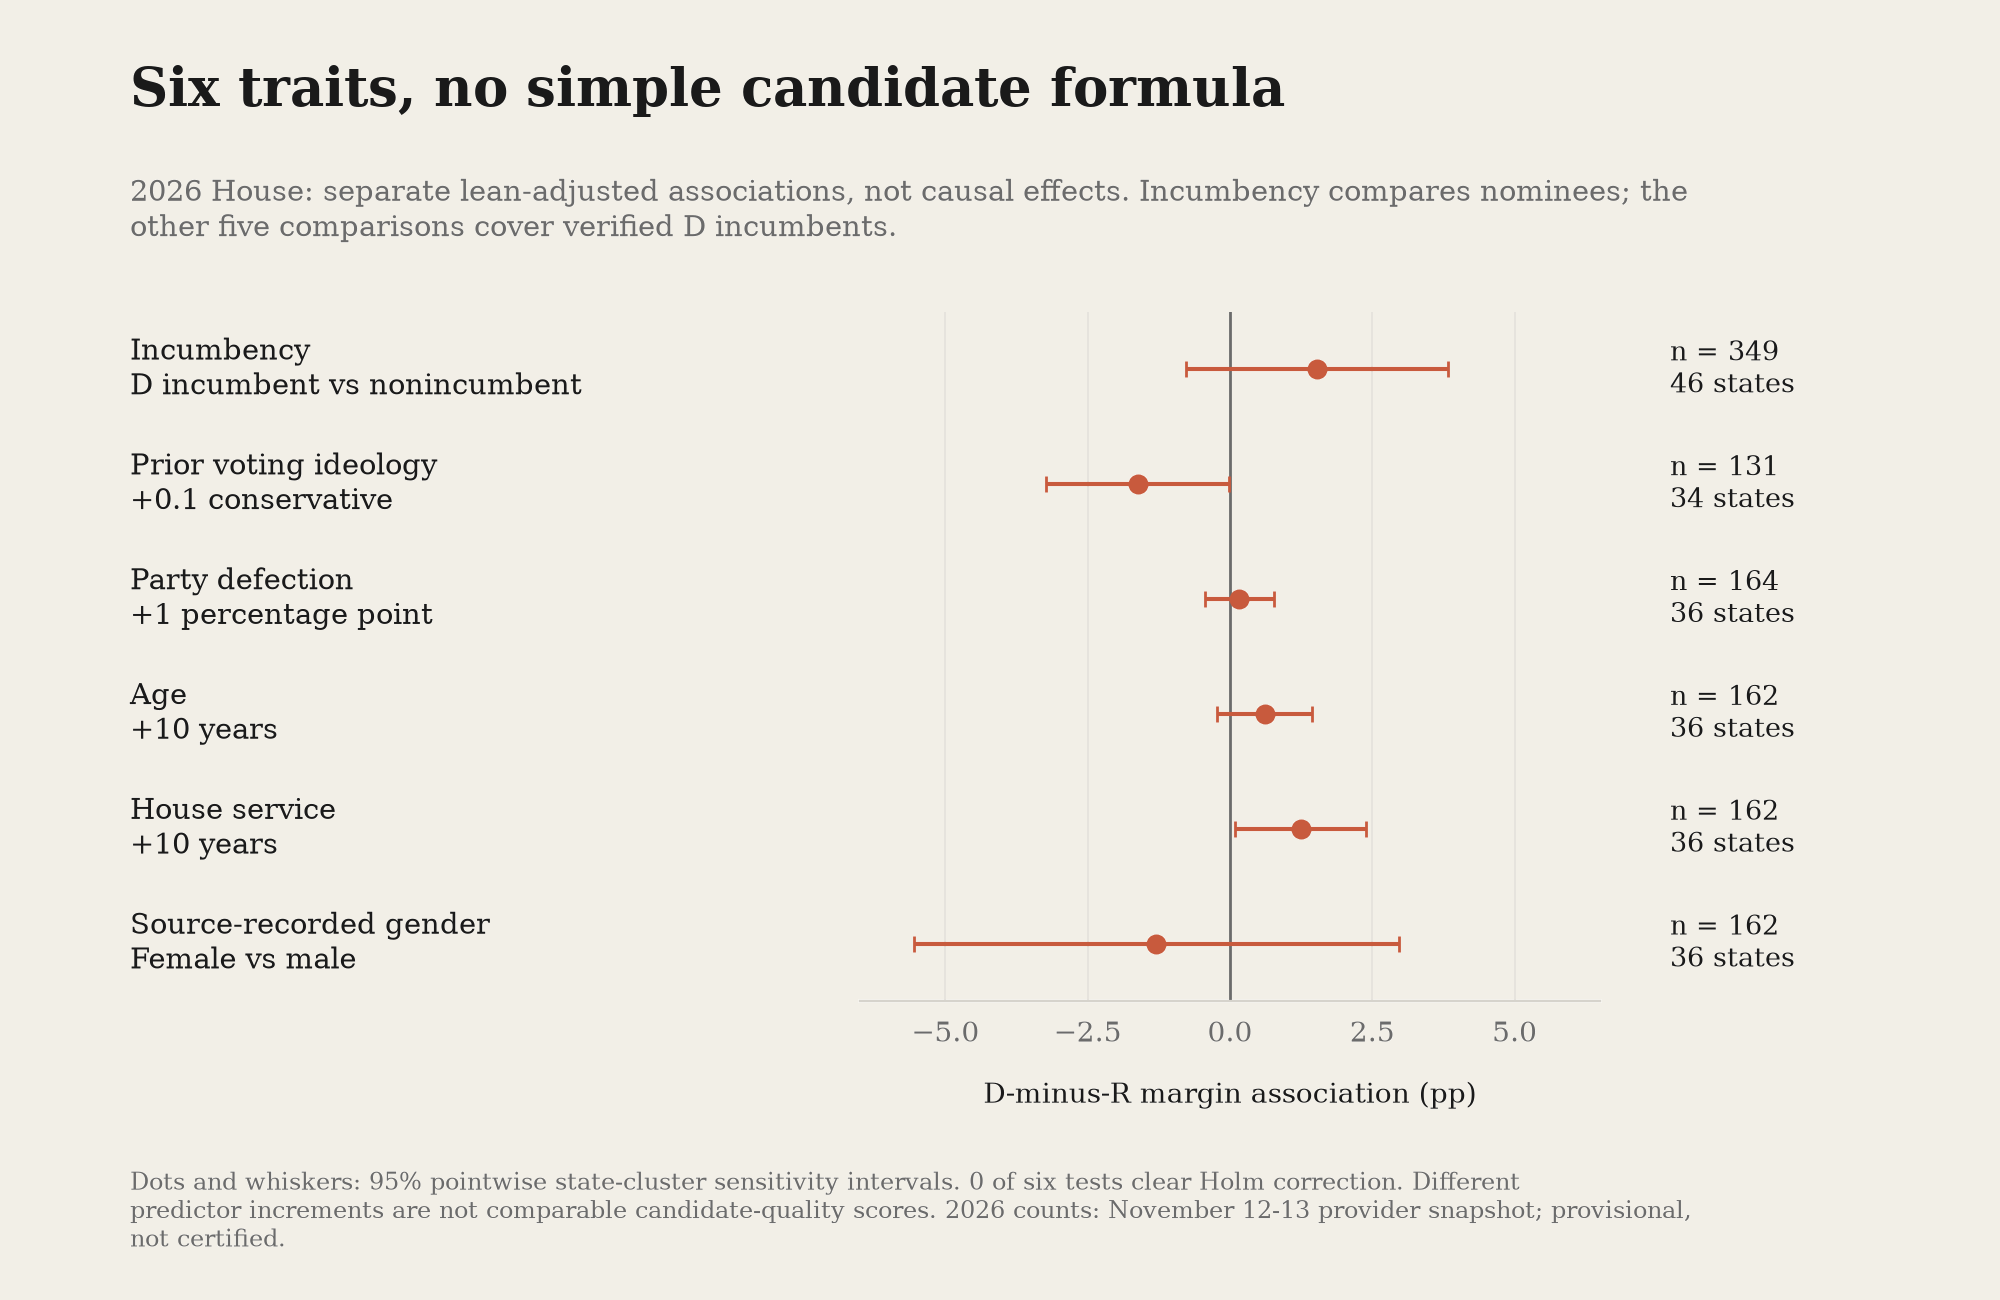 Six traits, no simple candidate formula
2026 House: separate lean-adjusted associations, not causal effects. Incumbency compares nominees; the
other five comparisons cover verified D incumbents.
Incumbency
D incumbent vs nonincumbent
n = 349
46 states
Prior voting ideology
+0.1 conservative
n = 131
34 states
Party defection
+1 percentage point
n = 164
36 states
Age
+10 years
n = 162
36 states
House service
+10 years
n = 162
36 states
Source-recorded gender
Female vs male
n = 162
36 states
−5.0 −2.5 0.0 2.5 5.0
D-minus-R margin association (pp)
Dots and whiskers: 95% pointwise state-cluster sensitivity intervals. 0 of six tests clear Holm correction. Different
predictor increments are not comparable candidate-quality scores. 2026 counts: November 12-13 provider snapshot; provisional,
not certified.